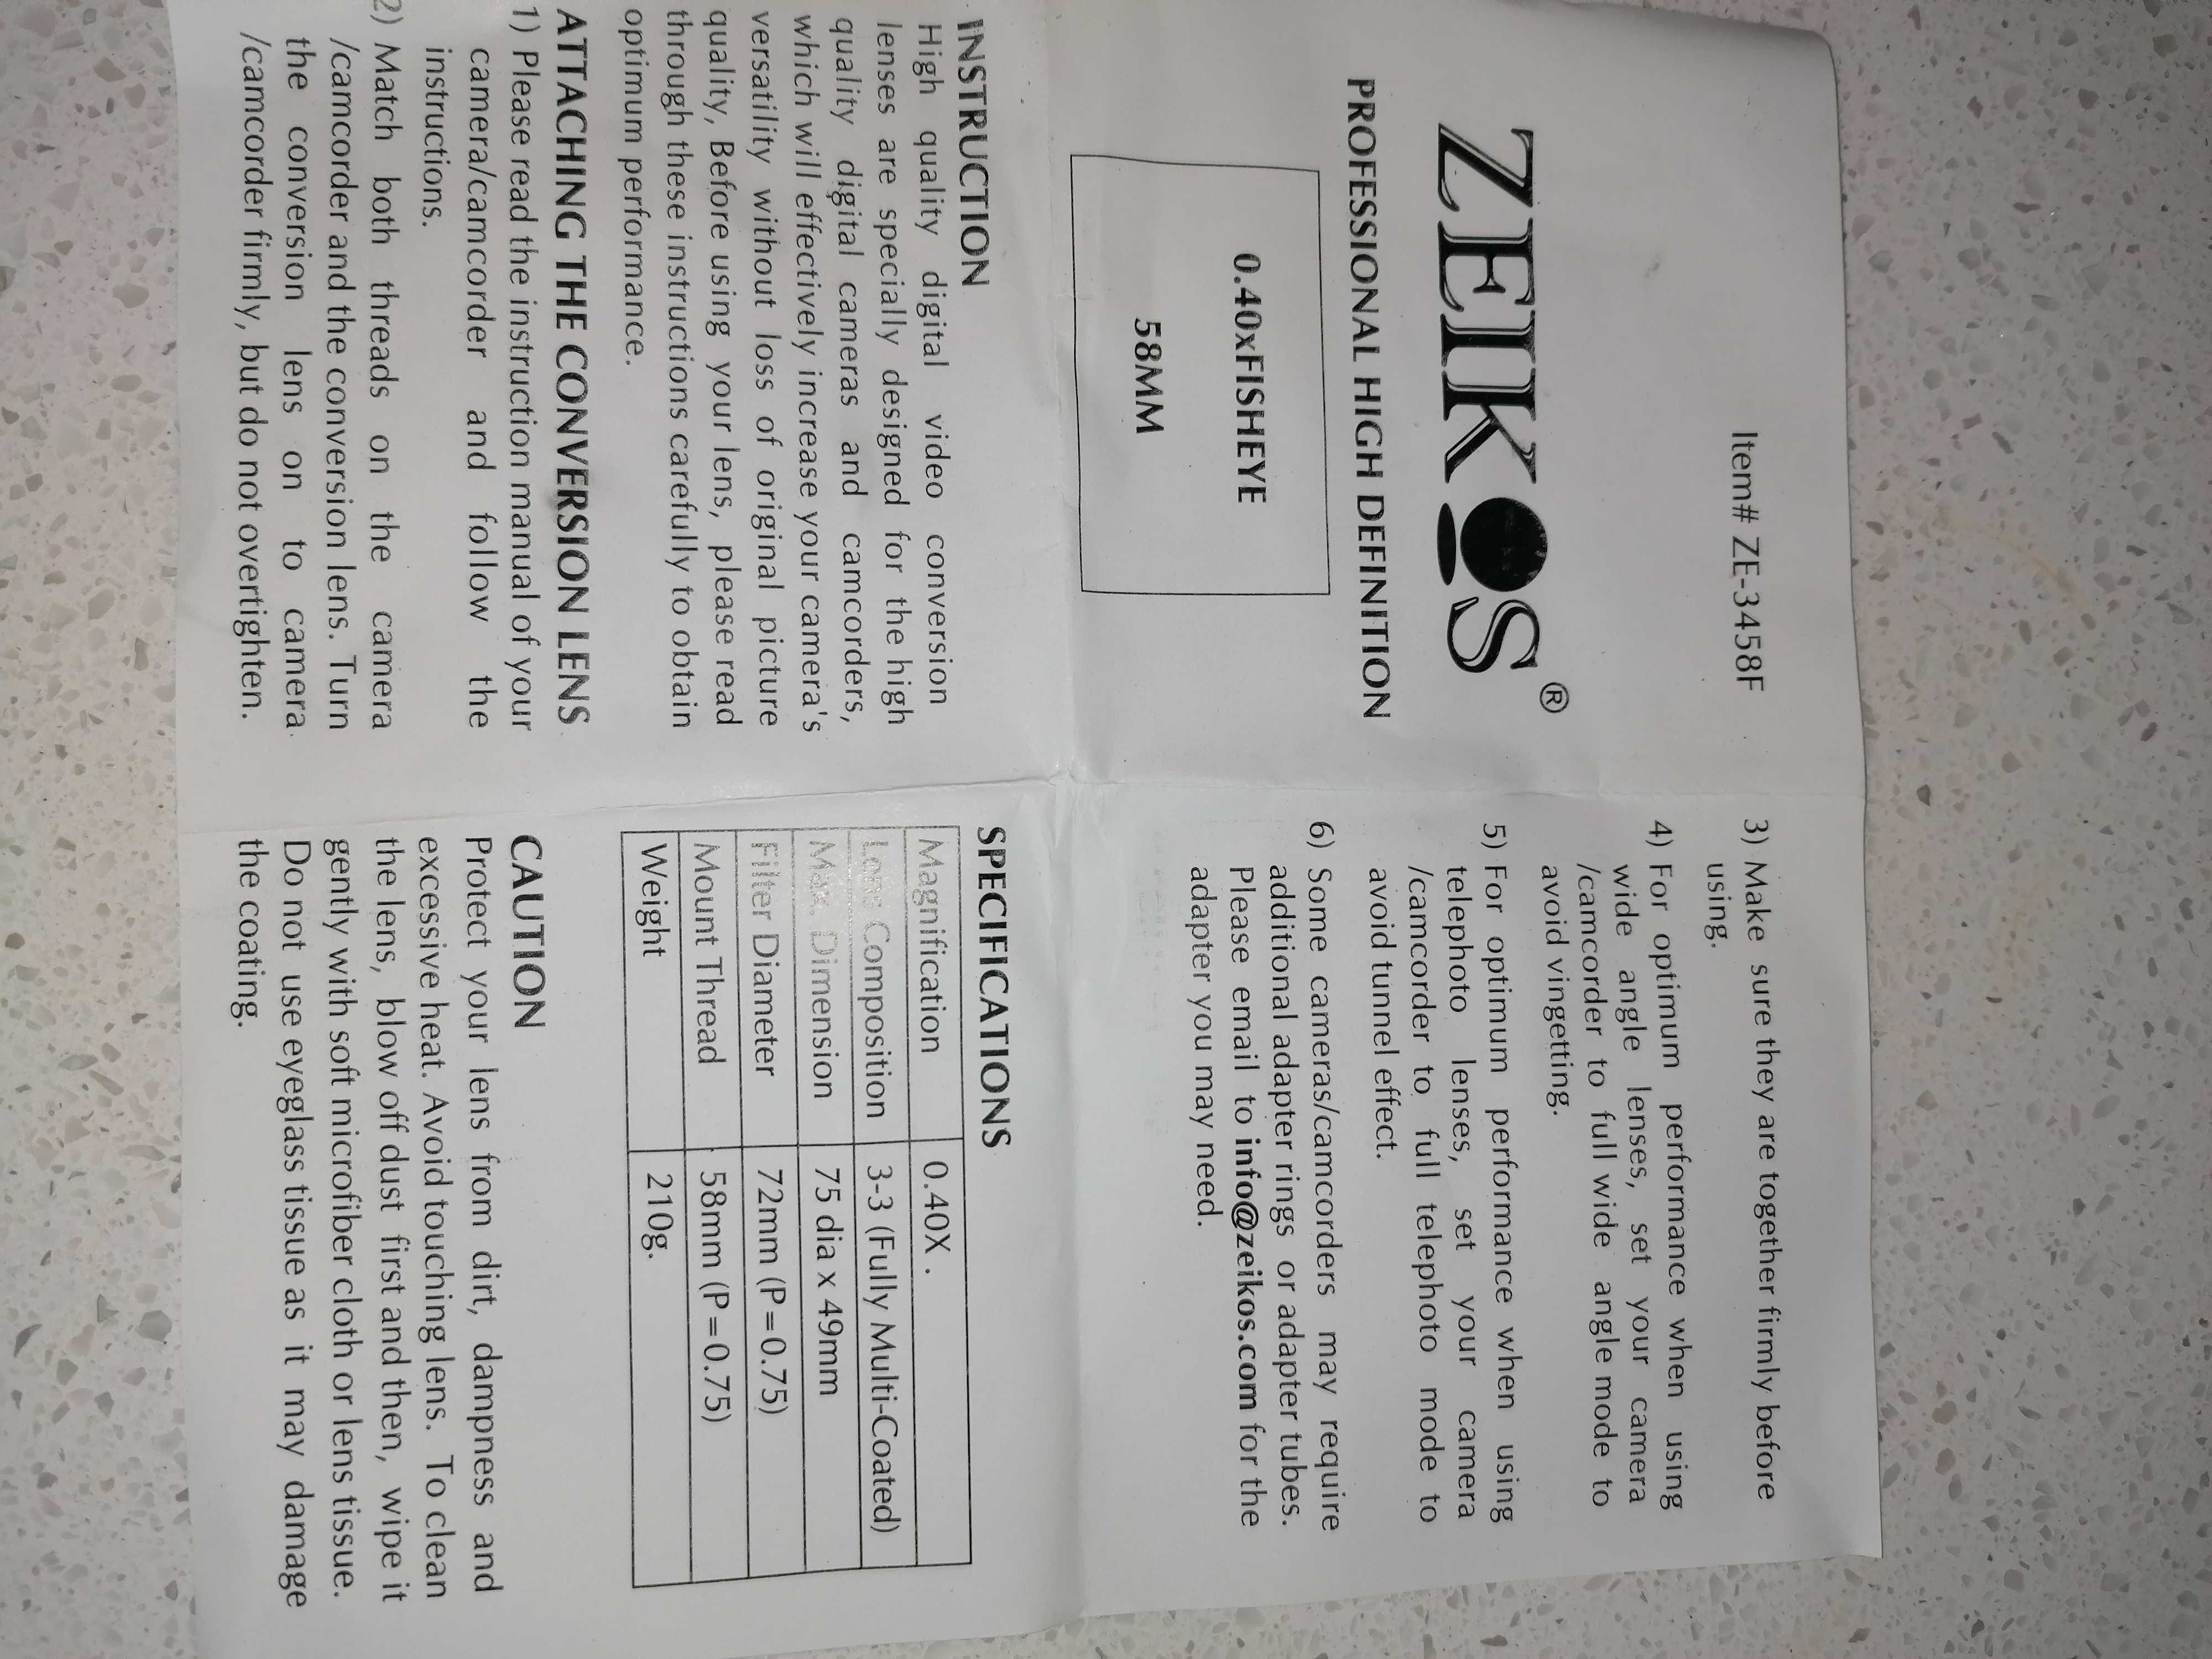 Item# ZE-3458F
ZEIKOS®
PROFESSIONAL HIGH DEFINITION
0.40xFISHEYE
58MM
INSTRUCTION
High quality digital video conversion
lenses are specially designed for the high
quality digital cameras and camcorders,
which will effectively increase your camera's
versatility without loss of original picture
quality, Before using your lens, please read
through these instructions carefully to obtain
optimum performance.
ATTACHING THE CONVERSION LENS
1) Please read the instruction manual of your
camera/camcorder and follow the
instructions.
2) Match both threads on the camera
/camcorder and the conversion lens. Turn
the conversion lens on to camera
/camcorder firmly, but do not overtighten.
3) Make sure they are together firmly before
using.
4) For optimum performance when using
wide angle lenses, set your camera
/camcorder to full wide angle mode to
avoid vingetting.
5) For optimum performance when using
telephoto lenses, set your camera
/camcorder to full telephoto mode to
avoid tunnel effect.
6) Some cameras/camcorders may require
additional adapter rings or adapter tubes.
Please email to info@zeikos.com for the
adapter you may need.
SPECIFICATIONS
Magnification 0.40X .
Lens Composition 3-3 (Fully Multi-Coated)
Max. Dimension 75 dia x 49mm
Filter Diameter 72mm (P=0.75)
Mount Thread 58mm (P=0.75)
Weight 210g.
CAUTION
Protect your lens from dirt, dampness and
excessive heat. Avoid touching lens. To clean
the lens, blow off dust first and then, wipe it
gently with soft microfiber cloth or lens tissue.
Do not use eyeglass tissue as it may damage
the coating.